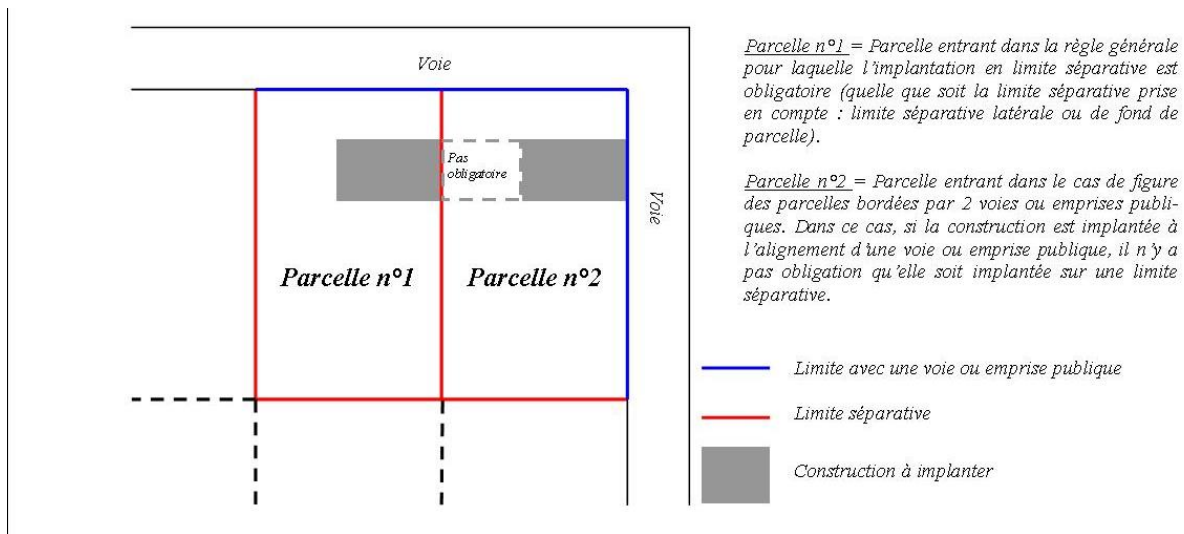 Voie
Pas
obligatoire
Voie
Parcelle n°1
Parcelle n°2
Parcelle n°1 = Parcelle entrant dans la règle générale
pour laquelle l'implantation en limite séparative est
obligatoire (quelle que soit la limite séparative prise
en compte : limite séparative latérale ou de fond de
parcelle).
Parcelle n°2 = Parcelle entrant dans le cas de figure
des parcelles bordées par 2 voies ou emprises publi-
ques. Dans ce cas, si la construction est implantée à
l'alignement d'une voie ou emprise publique, il n'y a
pas obligation qu'elle soit implantée sur une limite
séparative.
Limite avec une voie ou emprise publique
Limite séparative
Construction à implanter